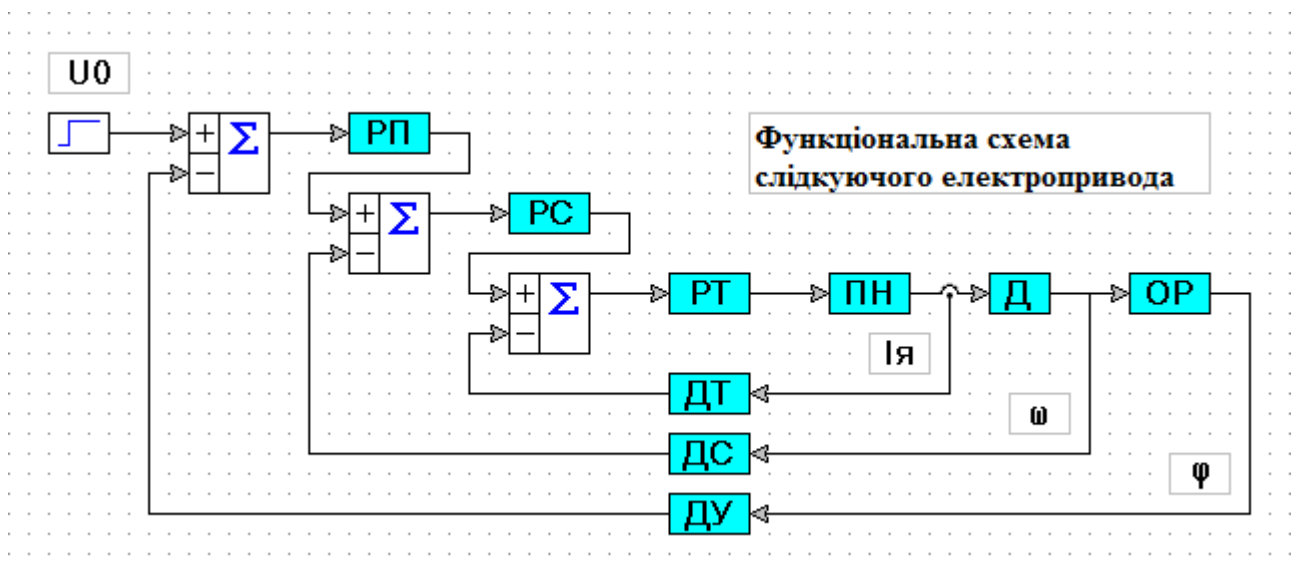 U0
+ Σ
−
РП
Функціональна схема
слідкуючого електропривода
+ Σ
−
РС
+ Σ
−
РТ
ПН
Д
ОР
Iя
ДТ
ω
ДС
φ
ДУ